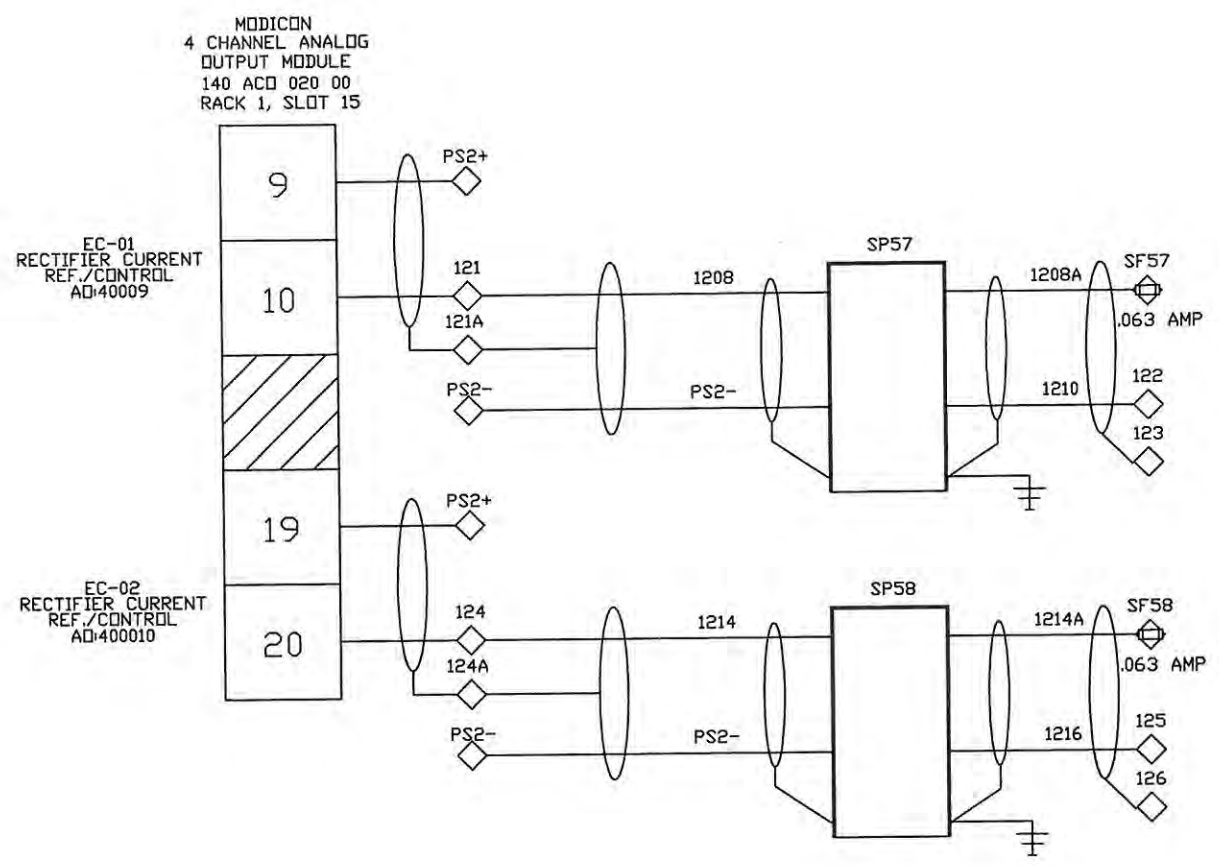 MODICON
4 CHANNEL ANALOG
OUTPUT MODULE
140 ACO 020 00
RACK 1, SLOT 15
9
PS2+
EC-01
RECTIFIER CURRENT
REF./CONTROL
AO:40009
10
121
1208
SP57
1208A
SF57
.063 AMP
121A
PS2-
PS2-
1210
122
123
19
PS2+
EC-02
RECTIFIER CURRENT
REF./CONTROL
AO:400010
20
124
1214
SP58
1214A
SF58
.063 AMP
124A
PS2-
PS2-
1216
125
126